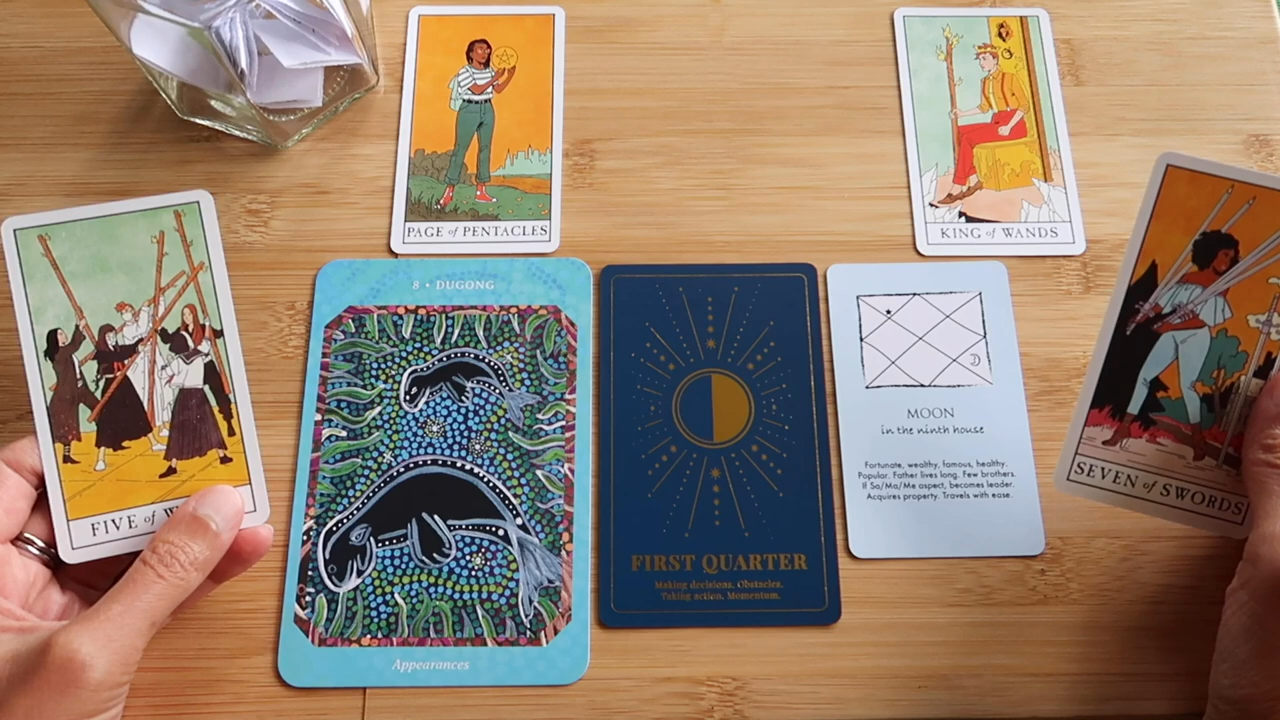 PAGE of PENTACLES
KING of WANDS
FIVE of
SEVEN of SWORDS
8 • DUGONG
Appearances
FIRST QUARTER
Making decisions. Obstacles.
Taking action. Momentum.
MOON
in the ninth house
Fortunate, wealthy, famous, healthy.
Popular. Father lives long. Few brothers.
If Sa/Ma/Me aspect, becomes leader.
Acquires property. Travels with ease.